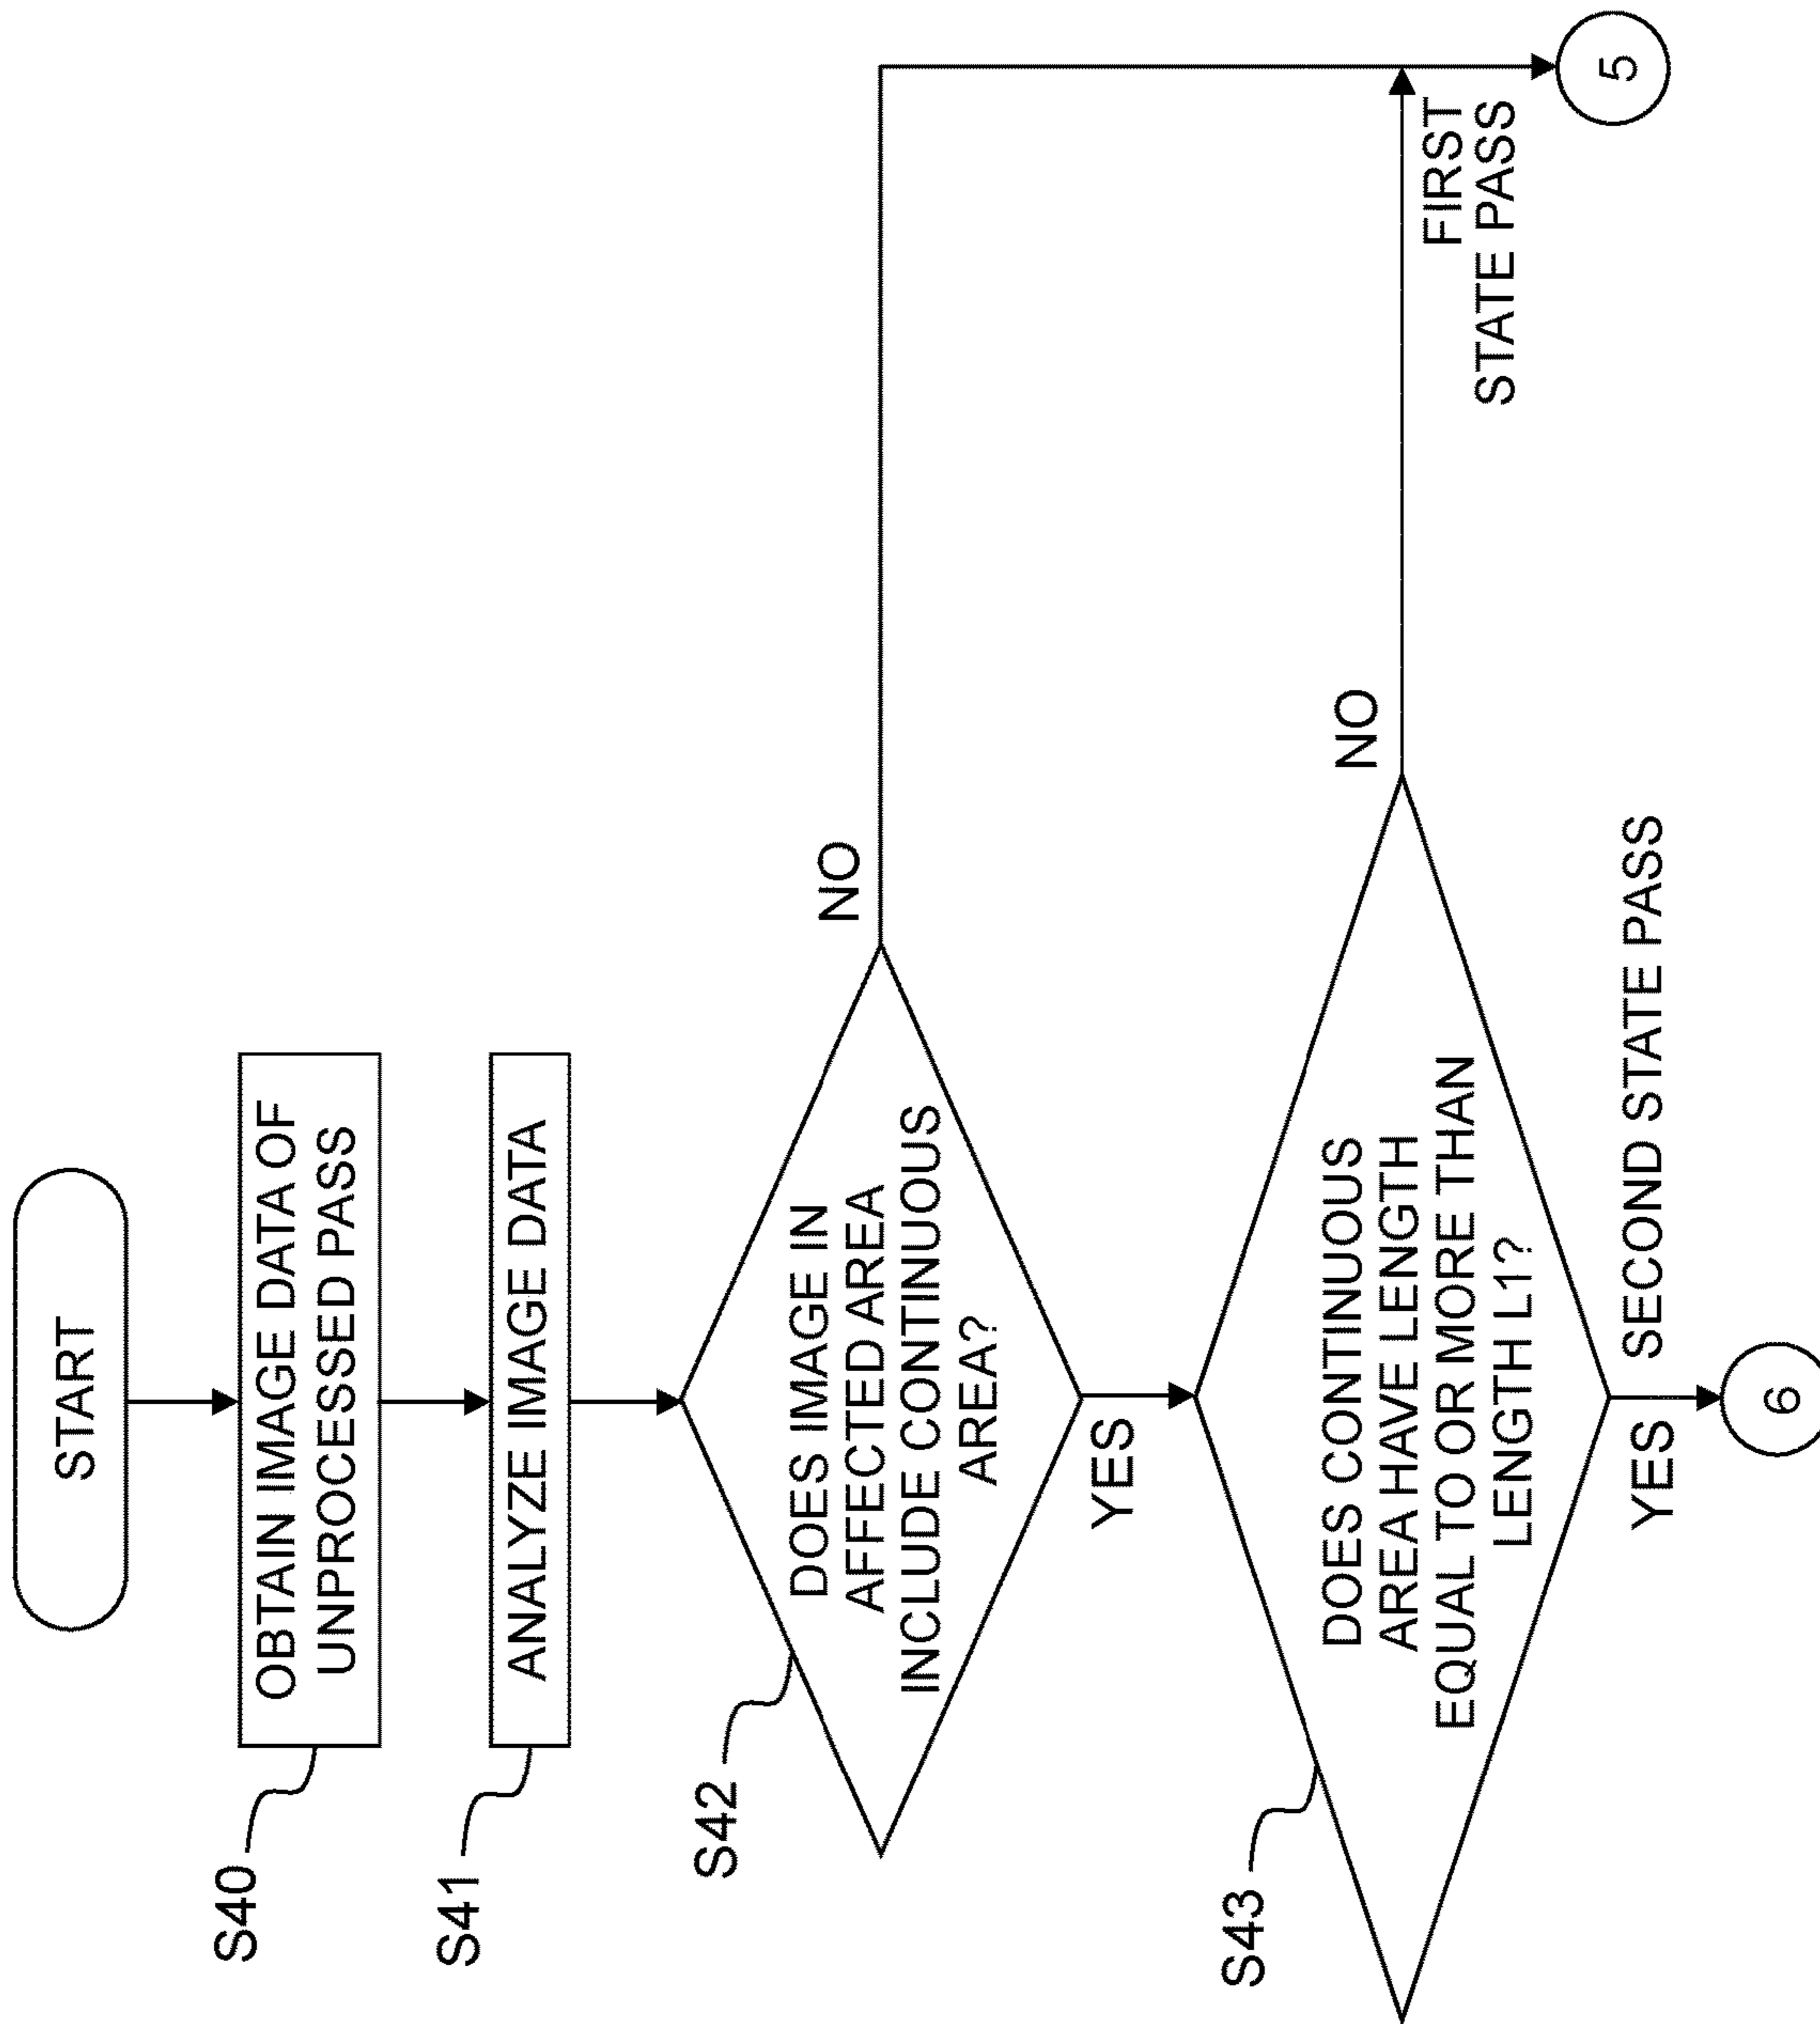 START
S40
OBTAIN IMAGE DATA OF
UNPROCESSED PASS
S41
ANALYZE IMAGE DATA
S42
DOES IMAGE IN
AFFECTED AREA
INCLUDE CONTINUOUS
AREA?
NO
YES
S43
DOES CONTINUOUS
AREA HAVE LENGTH
EQUAL TO OR MORE THAN
LENGTH L1?
NO
FIRST
STATE PASS
YES
SECOND STATE PASS
5
6